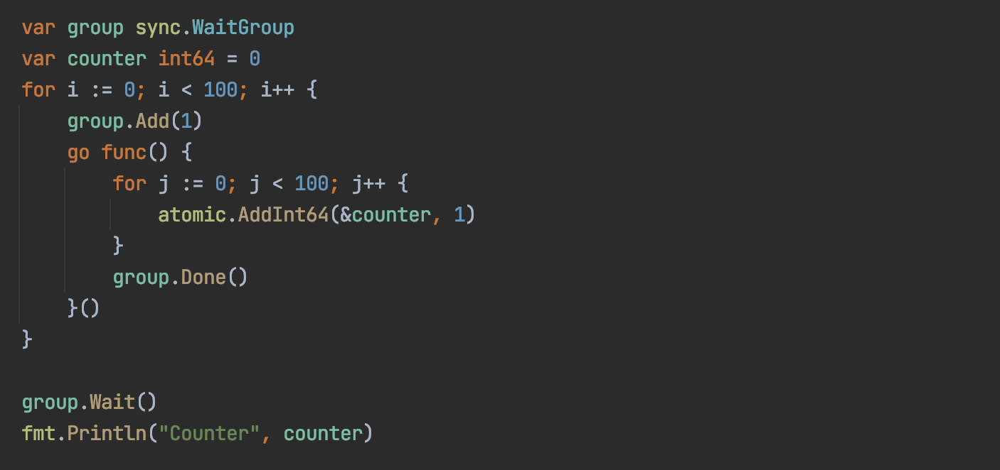 var group sync.WaitGroup
var counter int64 = 0
for i := 0; i < 100; i++ {
    group.Add(1)
    go func() {
        for j := 0; j < 100; j++ {
            atomic.AddInt64(&counter, 1)
        }
        group.Done()
    }()
}

group.Wait()
fmt.Println("Counter", counter)